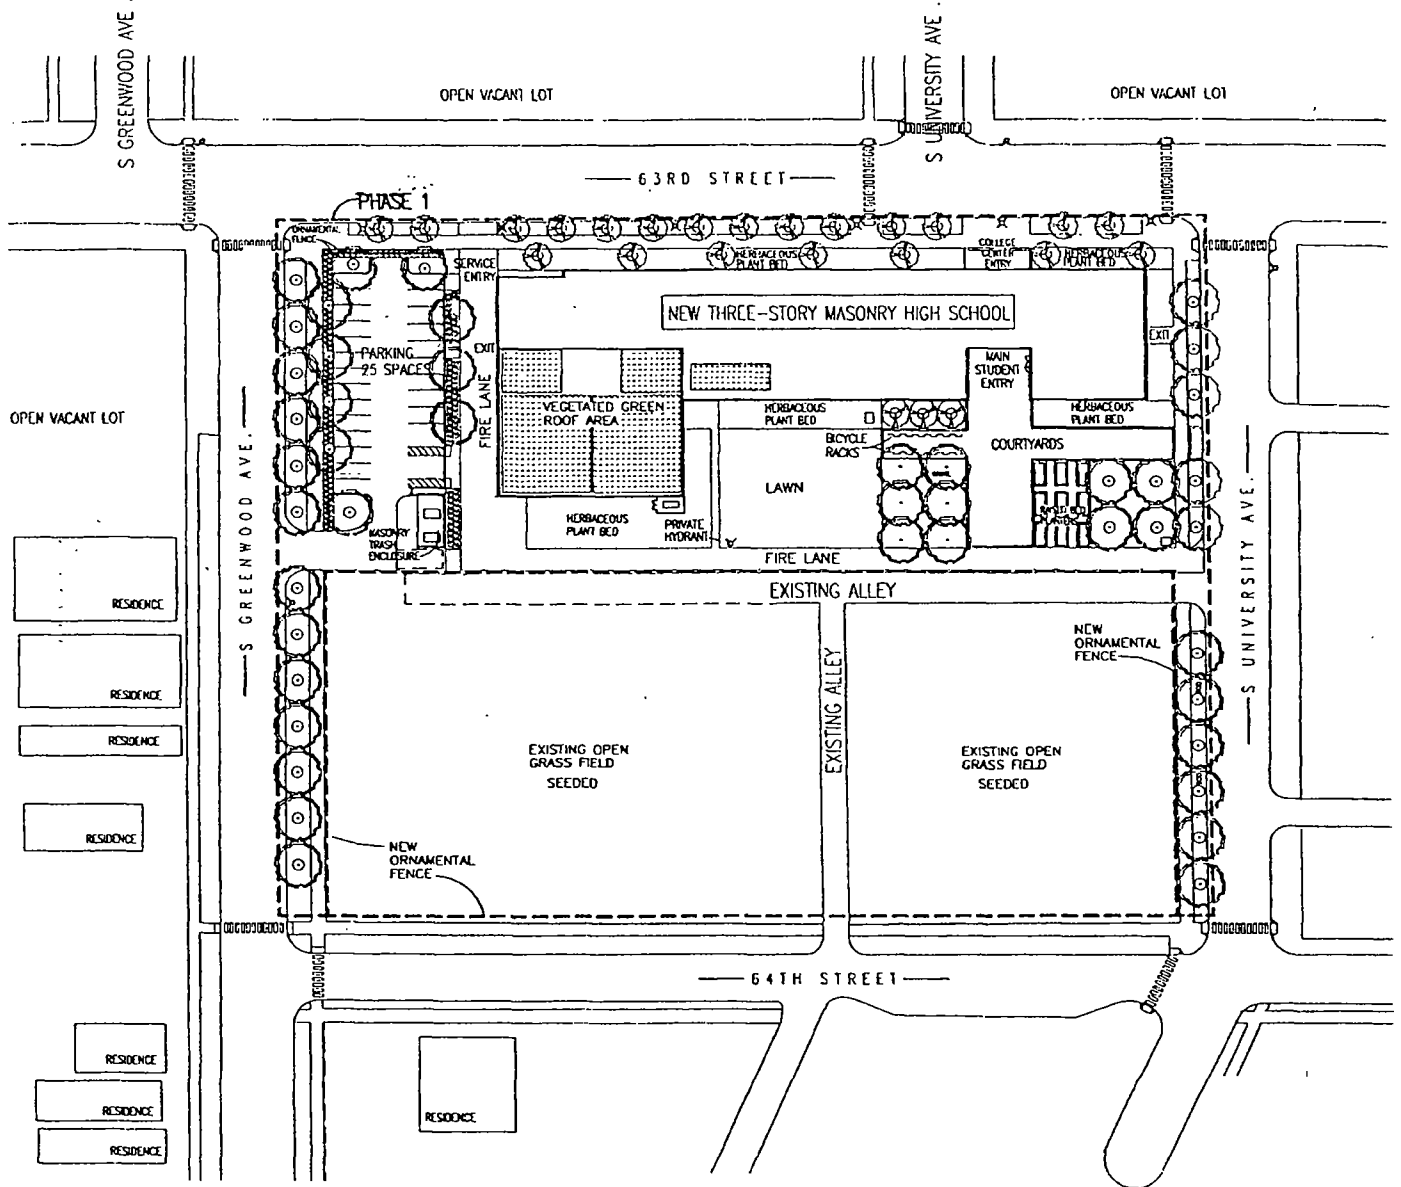 S GREENWOOD AVE.
S UNIVERSITY AVE.
OPEN VACANT LOT
OPEN VACANT LOT
63RD STREET
PHASE 1
ORNAMENTAL
FENCE
SERVICE
ENTRY
HERBACEOUS
PLANT BED
COLLEGE
CENTER
ENTRY
HERBACEOUS
PLANT BED
NEW THREE-STORY MASONRY HIGH SCHOOL
EXIT
EXIT
PARKING
25 SPACES
MAIN
STUDENT
ENTRY
OPEN VACANT LOT
FIRE LANE
VEGETATED GREEN
ROOF AREA
HERBACEOUS
PLANT BED
HERBACEOUS
PLANT BED
BICYCLE
RACKS
COURTYARDS
LAWN
S GREENWOOD AVE.
S UNIVERSITY AVE.
HERBACEOUS
PLANT BED
PRIVATE
HYDRANT
RAISED BED
PLANTERS
MASONRY
TRASH
ENCLOSURE
FIRE LANE
EXISTING ALLEY
RESIDENCE
NEW
ORNAMENTAL
FENCE
RESIDENCE
EXISTING ALLEY
RESIDENCE
EXISTING OPEN
GRASS FIELD
SEEDED
EXISTING OPEN
GRASS FIELD
SEEDED
RESIDENCE
NEW
ORNAMENTAL
FENCE
64TH STREET
RESIDENCE
RESIDENCE
RESIDENCE
RESIDENCE